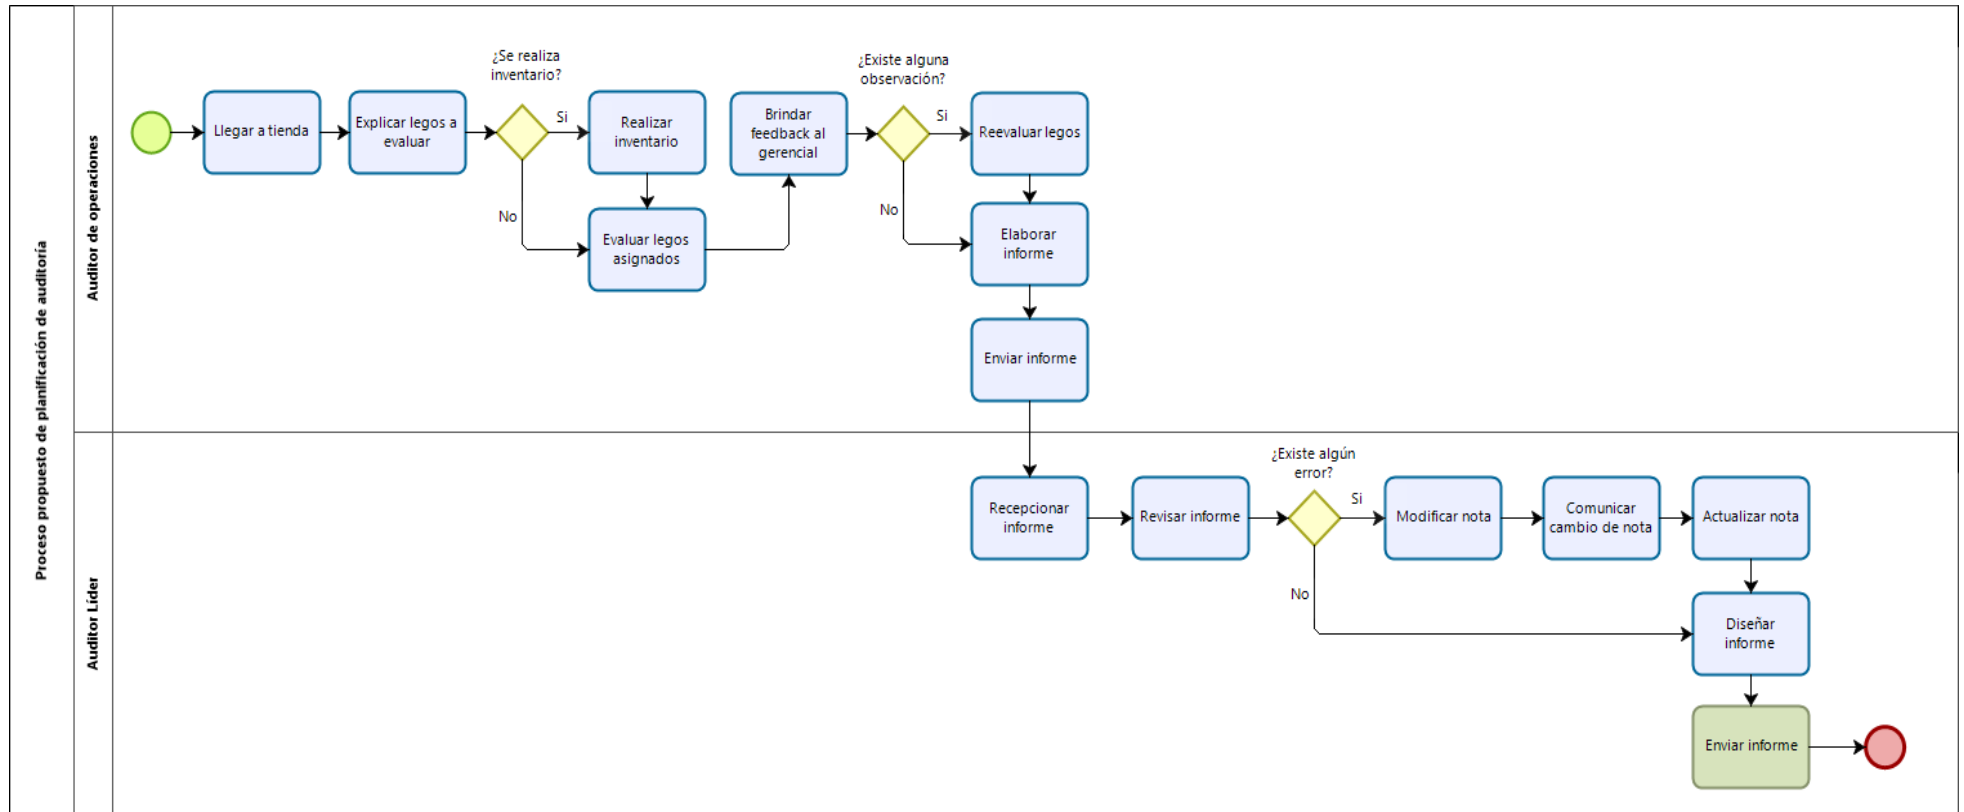 Proceso propuesto de planificación de auditoría
Auditor de operaciones
Llegar a tienda
Explicar legos a
evaluar
¿Se realiza
inventario?
Si
No
Realizar
inventario
Evaluar legos
asignados
Brindar
feedback al
gerencial
¿Existe alguna
observación?
Si
No
Reevaluar legos
Elaborar
informe
Enviar informe
Auditor Líder
Recepcionar
informe
Revisar informe
¿Existe algún
error?
Si
No
Modificar nota
Comunicar
cambio de nota
Actualizar nota
Diseñar
informe
Enviar informe